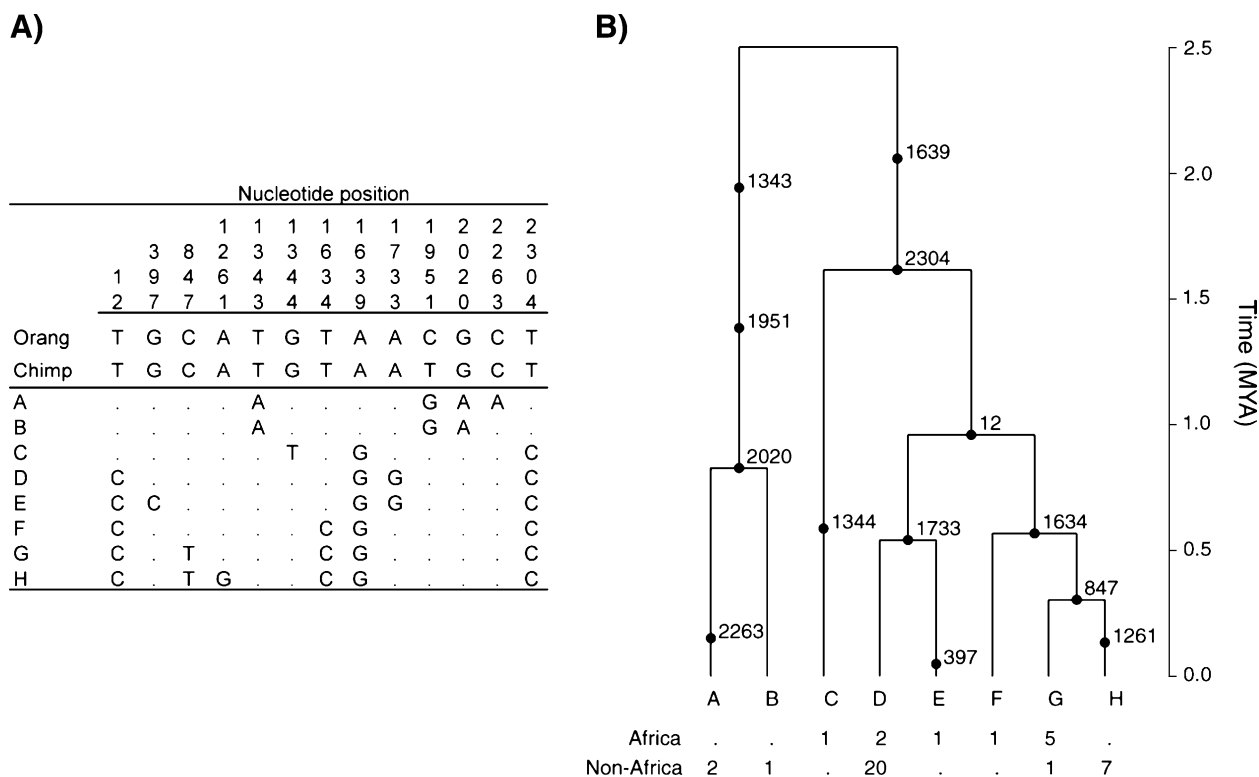 A)
Nucleotide position
1 1 1 1 1 1 1 2 2 2
3 8 2 3 3 6 6 7 9 0 2 3
1 9 4 6 4 4 3 3 3 5 2 6 0
2 7 7 1 3 4 4 9 3 1 0 3 4
Orang T G C A T G T A A C G C T
Chimp T G C A T G T A A T G C T
A . . . . A . . . . G A A .
B . . . . A . . . . G A . .
C . . . . . T . G . . . . C
D C . . . . . . G G . . . C
E C C . . . . . G G . . . C
F C . . . . . C G . . . . C
G C . T . . . C G . . . . C
H C . T G . . C G . . . . C
B)
2.5
1639
1343
2.0
2304
1951
1.5
12
1.0
2020
1344
1733
1634
0.5
847
2263
397
1261
0.0
Time (MYA)
A B C D E F G H
Africa . . 1 2 1 1 5 .
Non-Africa 2 1 . 20 . . 1 7